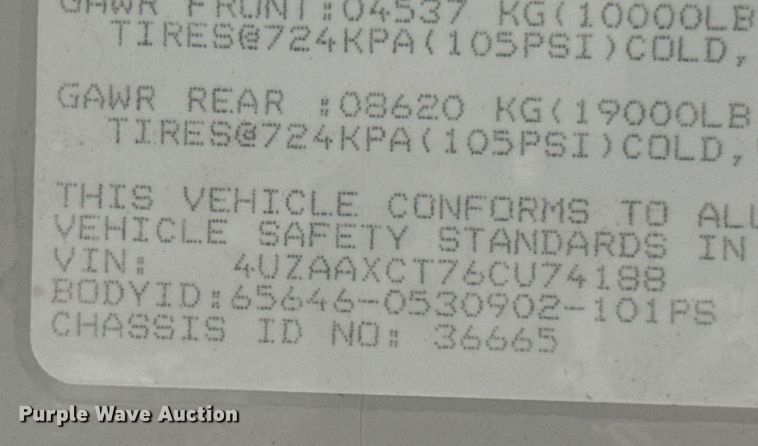 GAWR FRONT:04537 KG(10000LB
TIRES@724KPA(105PSI)COLD,
GAWR REAR :08620 KG(19000LB
TIRES@724KPA(105PSI)COLD,
THIS VEHICLE CONFORMS TO ALL
VEHICLE SAFETY STANDARDS IN
VIN: 4UZAAXCT76CU74188
BODYID:65646-0530902-101PS
CHASSIS ID NO: 36665
Purple Wave Auction